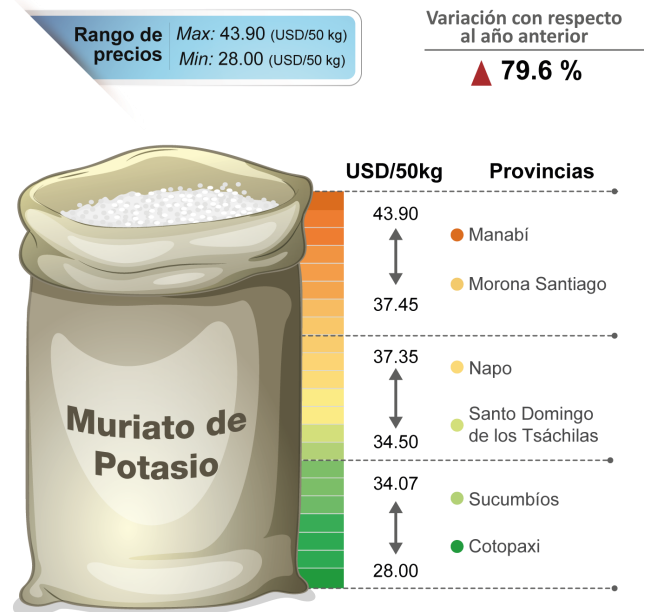 Rango de precios
Max: 43.90 (USD/50 kg)
Min: 28.00 (USD/50 kg)
Variación con respecto
al año anterior
79.6 %
USD/50kg Provincias
43.90
Manabí
Morona Santiago
37.45
37.35
Napo
Santo Domingo
de los Tsáchilas
34.50
34.07
Sucumbíos
Cotopaxi
28.00
Muriato de
Potasio